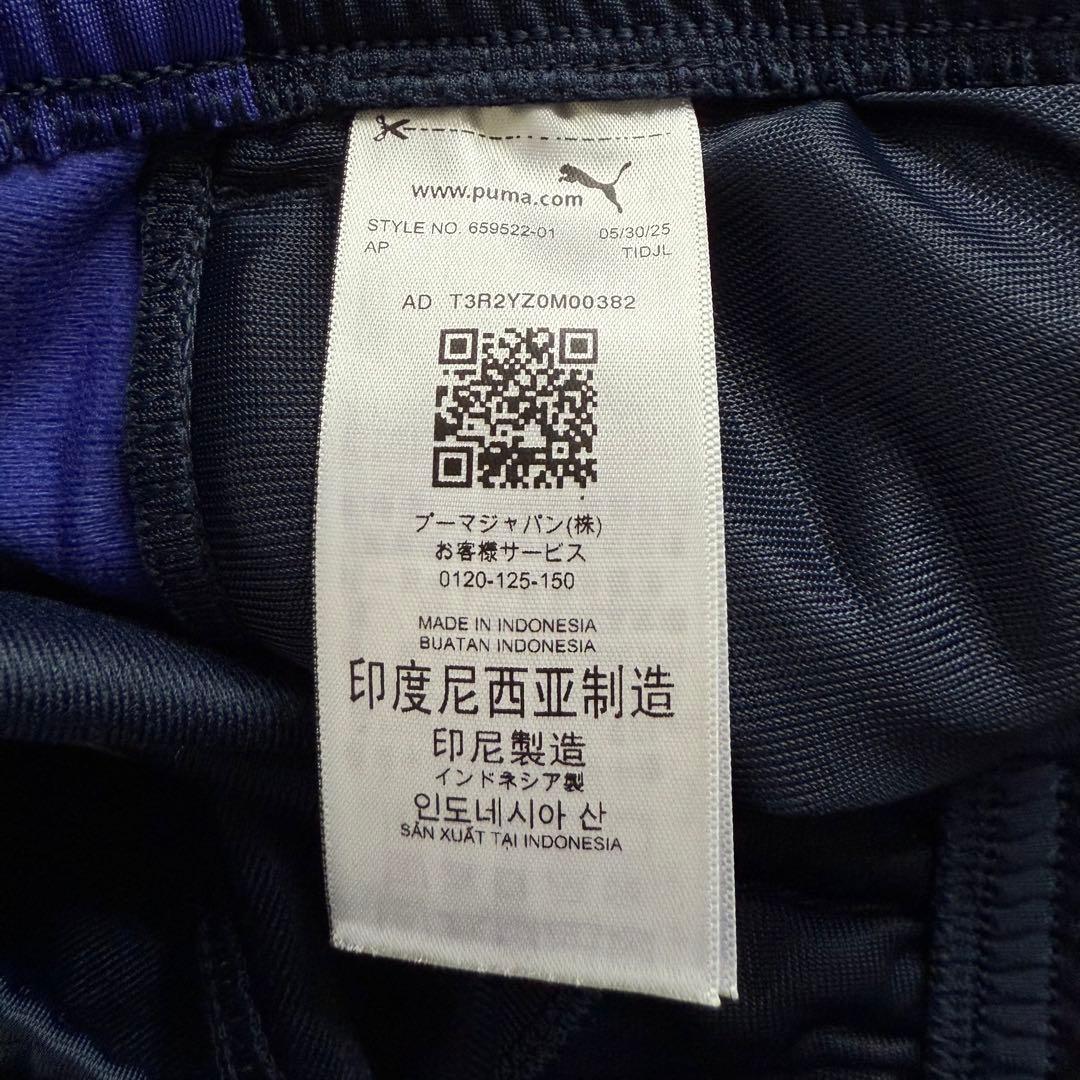 www.puma.com
STYLE NO. 659522-01 05/30/25
AP TIDJL
AD T3R2YZ0M00382
プーマジャパン(株)
お客様サービス
0120-125-150
MADE IN INDONESIA
BUATAN INDONESIA
印度尼西亚制造
印尼製造
インドネシア製
인도네시아 산
SẢN XUẤT TẠI INDONESIA